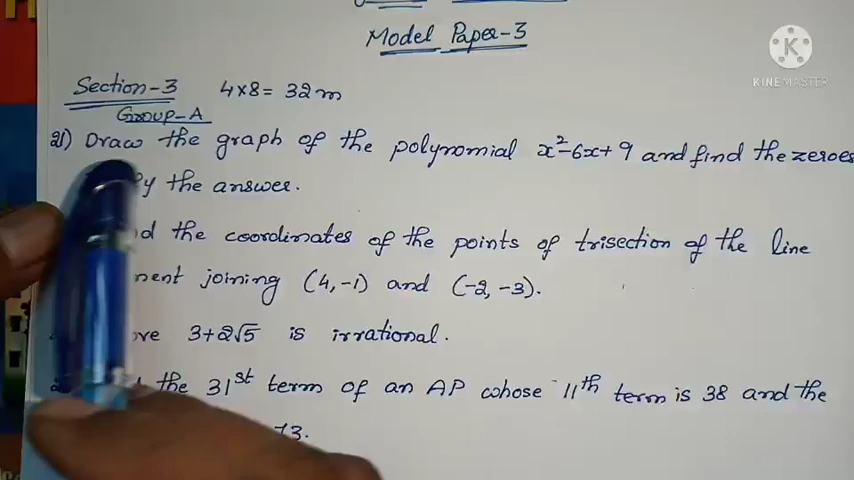 Model Paper-3
Section-3 4×8= 32m
Group-A
21) Draw the graph of the polynomial x²-6x+9 and find the zeroes
the answer.
the coordinates of the points of trisection of the line
joining (4,-1) and (-2,-3).
3+2√5 is irrational.
the 31st term of an AP whose 11th term is 38 and the
73.
K
KINEMASTER